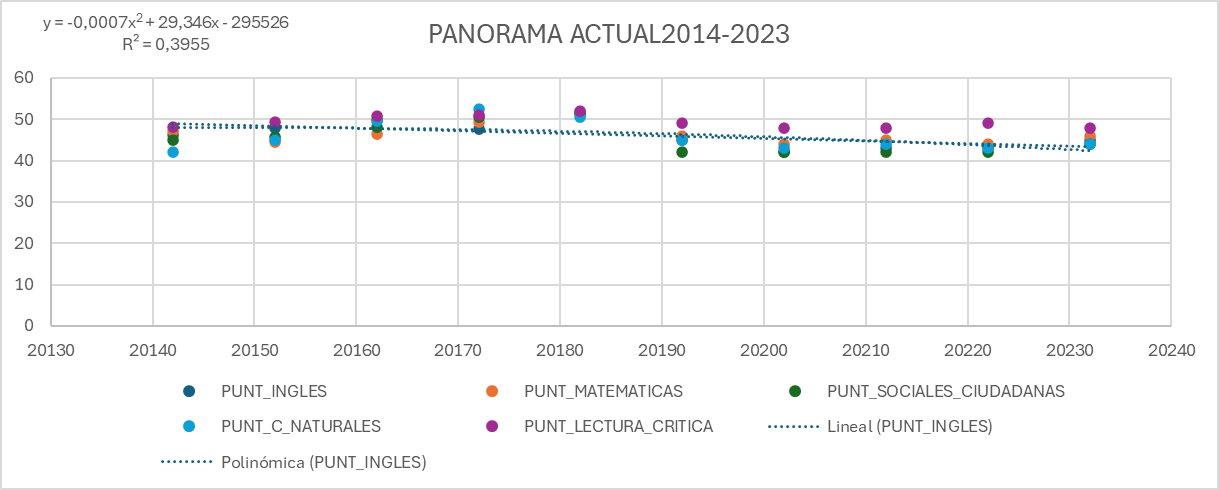 y = -0,0007x² + 29,346x - 295526
R² = 0,3955
PANORAMA ACTUAL2014-2023
60
50
40
30
20
10
0
20130 20140 20150 20160 20170 20180 20190 20200 20210 20220 20230 20240
PUNT_INGLES PUNT_MATEMATICAS PUNT_SOCIALES_CIUDADANAS
PUNT_C_NATURALES PUNT_LECTURA_CRITICA Lineal (PUNT_INGLES)
Polinómica (PUNT_INGLES)